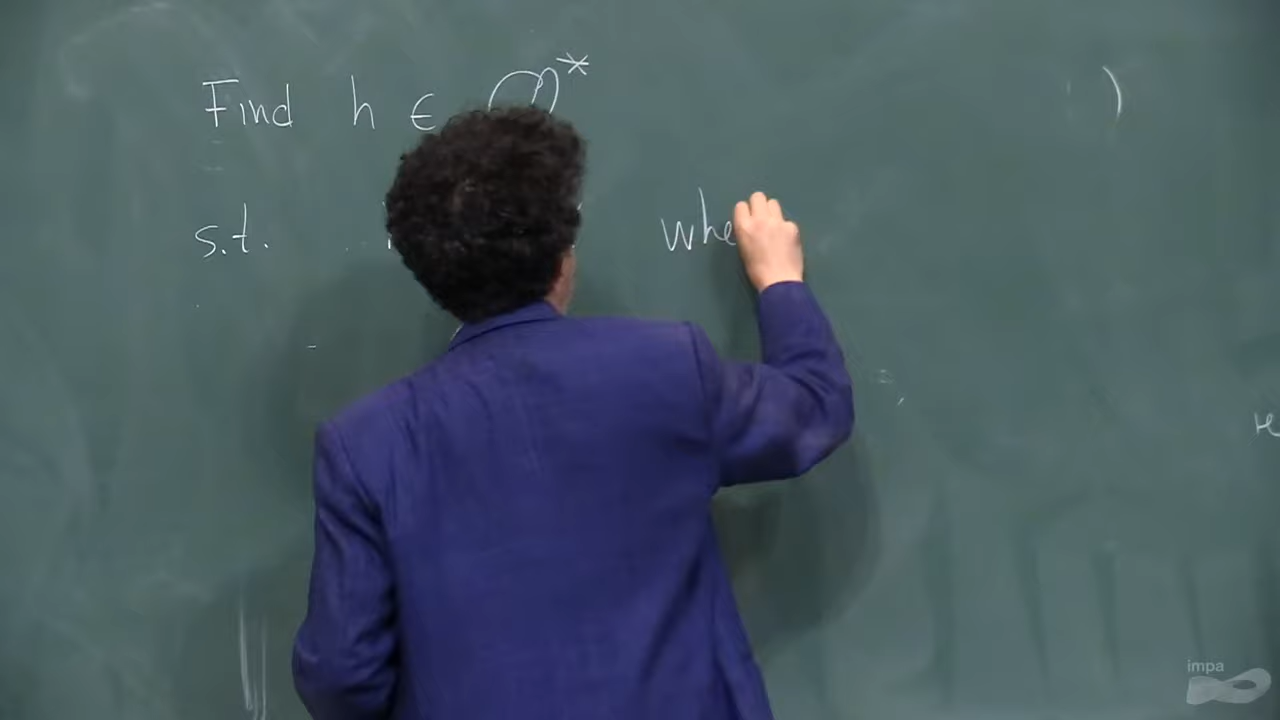 Find h ∈ *
s.t. whe
impa